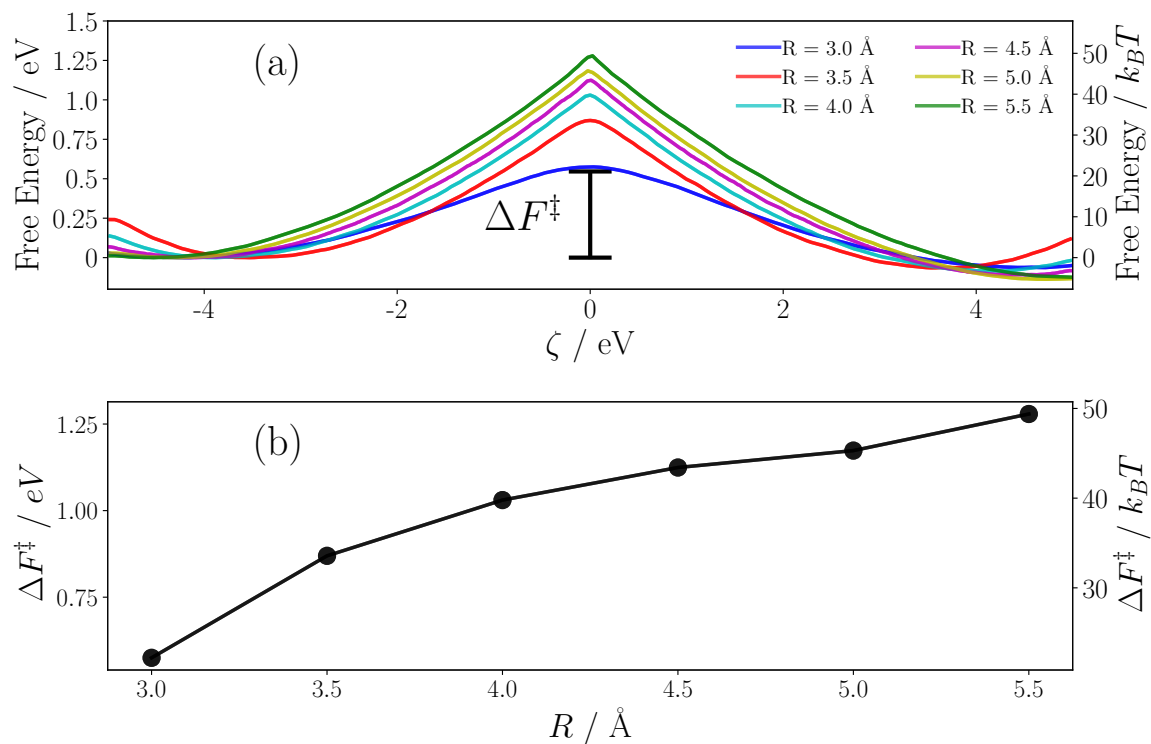 (a)
Free Energy / eV
1.5
1.25
1.0
0.75
0.5
0.25
0
R = 3.0 Å
R = 3.5 Å
R = 4.0 Å
R = 4.5 Å
R = 5.0 Å
R = 5.5 Å
ΔF‡
50
40
30
20
10
0
Free Energy / k_BT
-4
-2
0
2
4
ζ / eV
(b)
ΔF‡ / eV
1.25
1.00
0.75
50
40
30
ΔF‡ / k_BT
3.0
3.5
4.0
4.5
5.0
5.5
R / Å